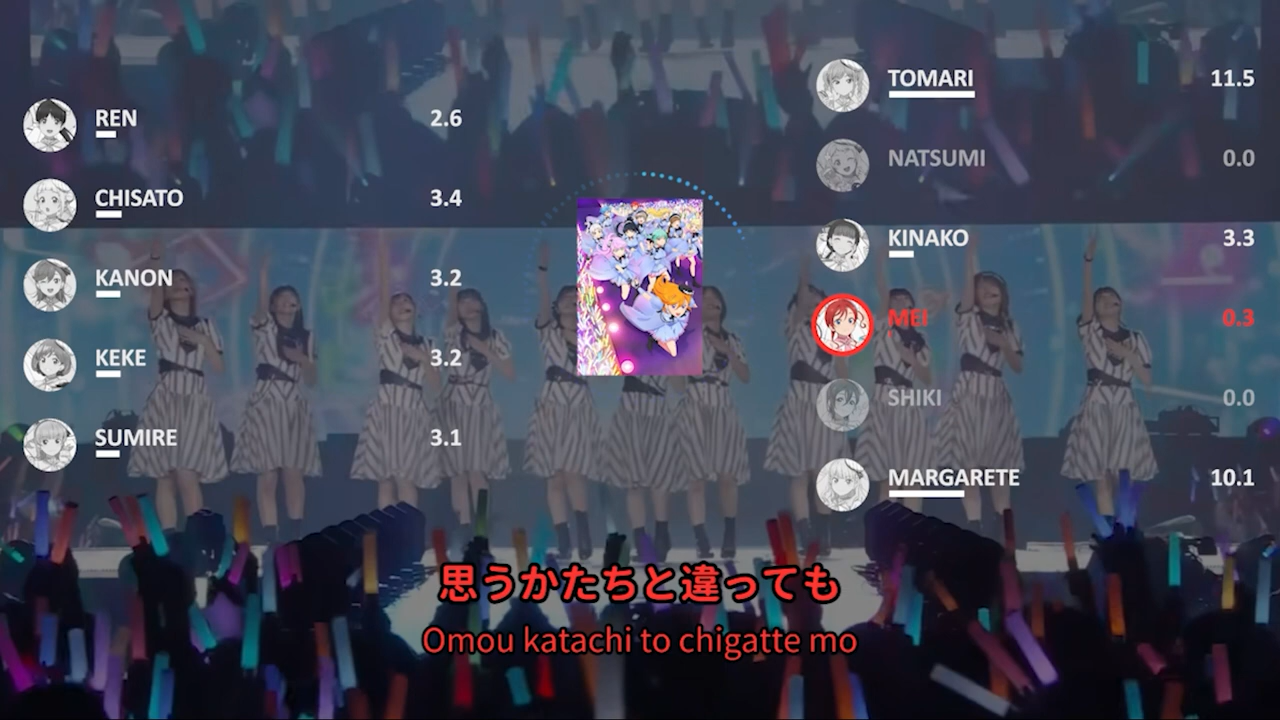 REN 2.6
CHISATO 3.4
KANON 3.2
KEKE 3.2
SUMIRE 3.1
TOMARI 11.5
NATSUMI 0.0
KINAKO 3.3
MEI 0.3
SHIKI 0.0
MARGARETE 10.1
思うかたちと違っても
Omou katachi to chigatte mo